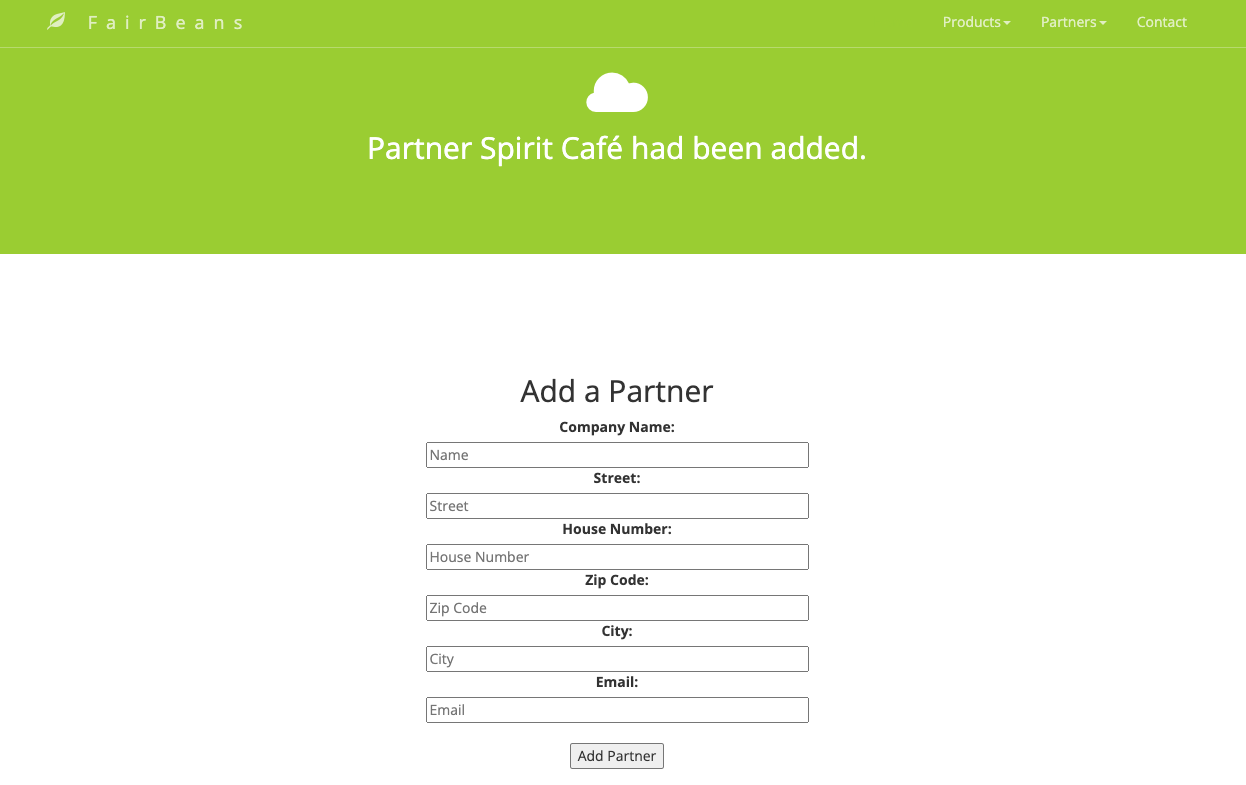 FairBeans
Products Partners Contact
Partner Spirit Café had been added.
Add a Partner
Company Name:
Name
Street:
Street
House Number:
House Number
Zip Code:
Zip Code
City:
City
Email:
Email
Add Partner